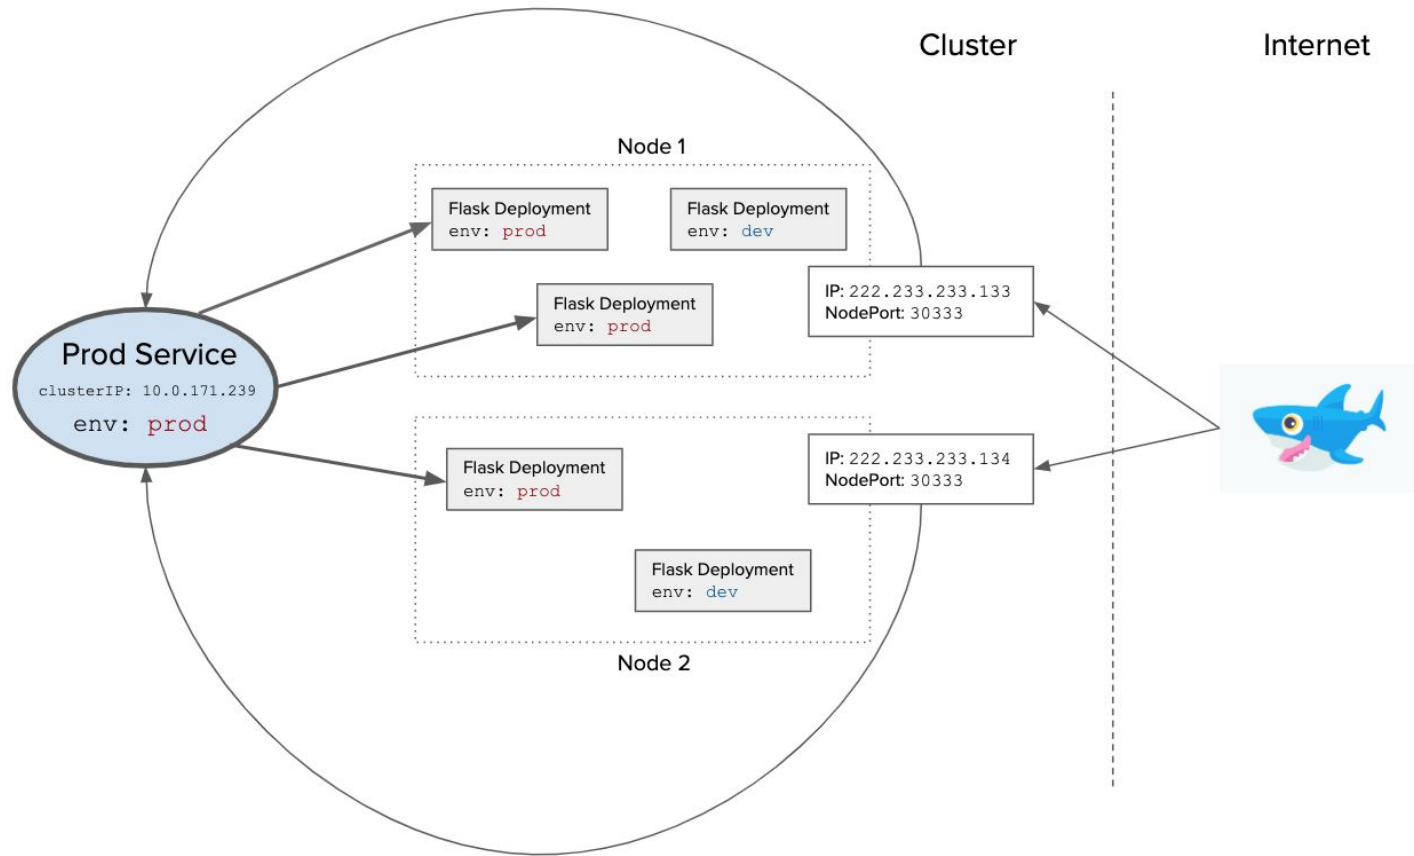 Cluster
Internet
Node 1
Flask Deployment
env: prod
Flask Deployment
env: dev
Flask Deployment
env: prod
IP: 222.233.233.133
NodePort: 30333
Prod Service
clusterIP: 10.0.171.239
env: prod
Flask Deployment
env: prod
IP: 222.233.233.134
NodePort: 30333
Flask Deployment
env: dev
Node 2